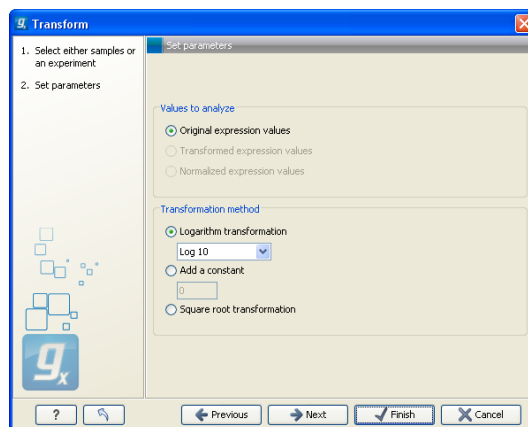 gx Transform
1. Select either samples or
an experiment
2. Set parameters
Set parameters
Values to analyze
Original expression values
Transformed expression values
Normalized expression values
Transformation method
Logarithm transformation
Log 10
Add a constant
0
Square root transformation
gx
? Previous Next Finish Cancel